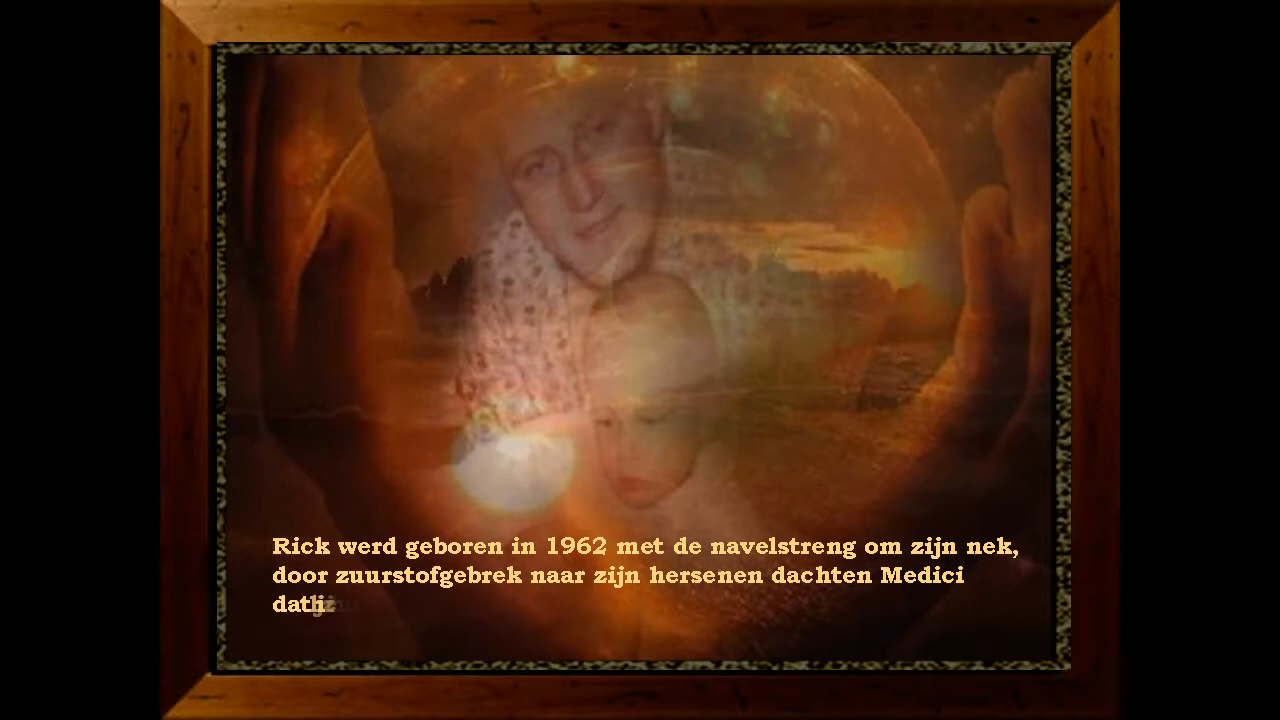 Rick werd geboren in 1962 met de navelstreng om zijn nek,
door zuurstofgebrek naar zijn hersenen dachten Medici
dat